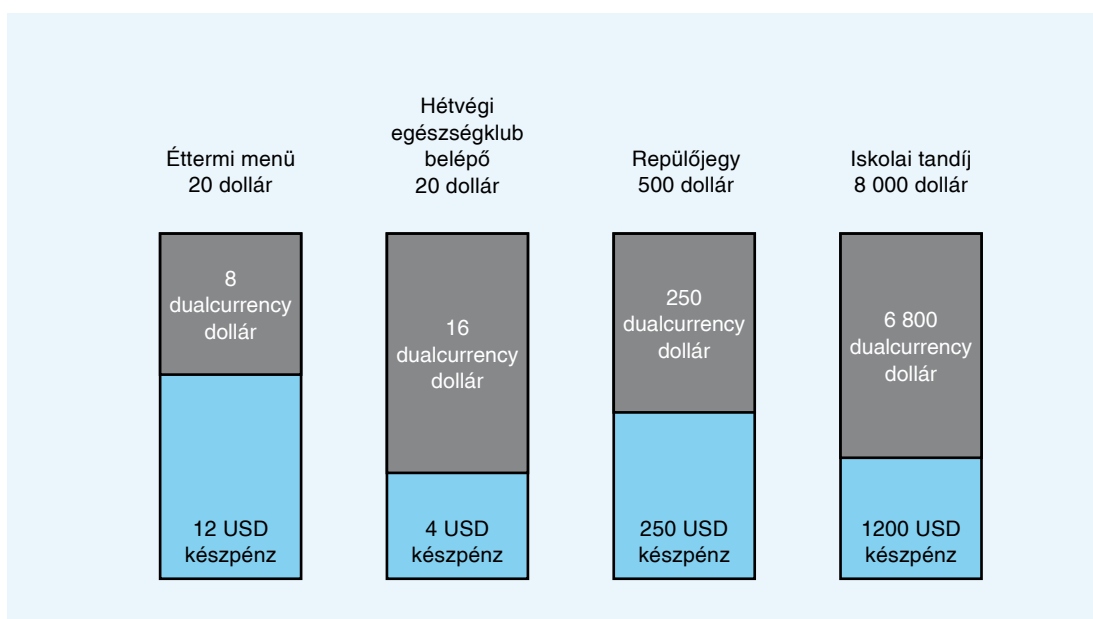 Éttermi menü
20 dollár
Hétvégi
egészségklub
belépő
20 dollár
Repülőjegy
500 dollár
Iskolai tandíj
8 000 dollár
8
dualcurrency
dollár
16
dualcurrency
dollár
250
dualcurrency
dollár
6 800
dualcurrency
dollár
12 USD
készpénz
4 USD
készpénz
250 USD
készpénz
1200 USD
készpénz